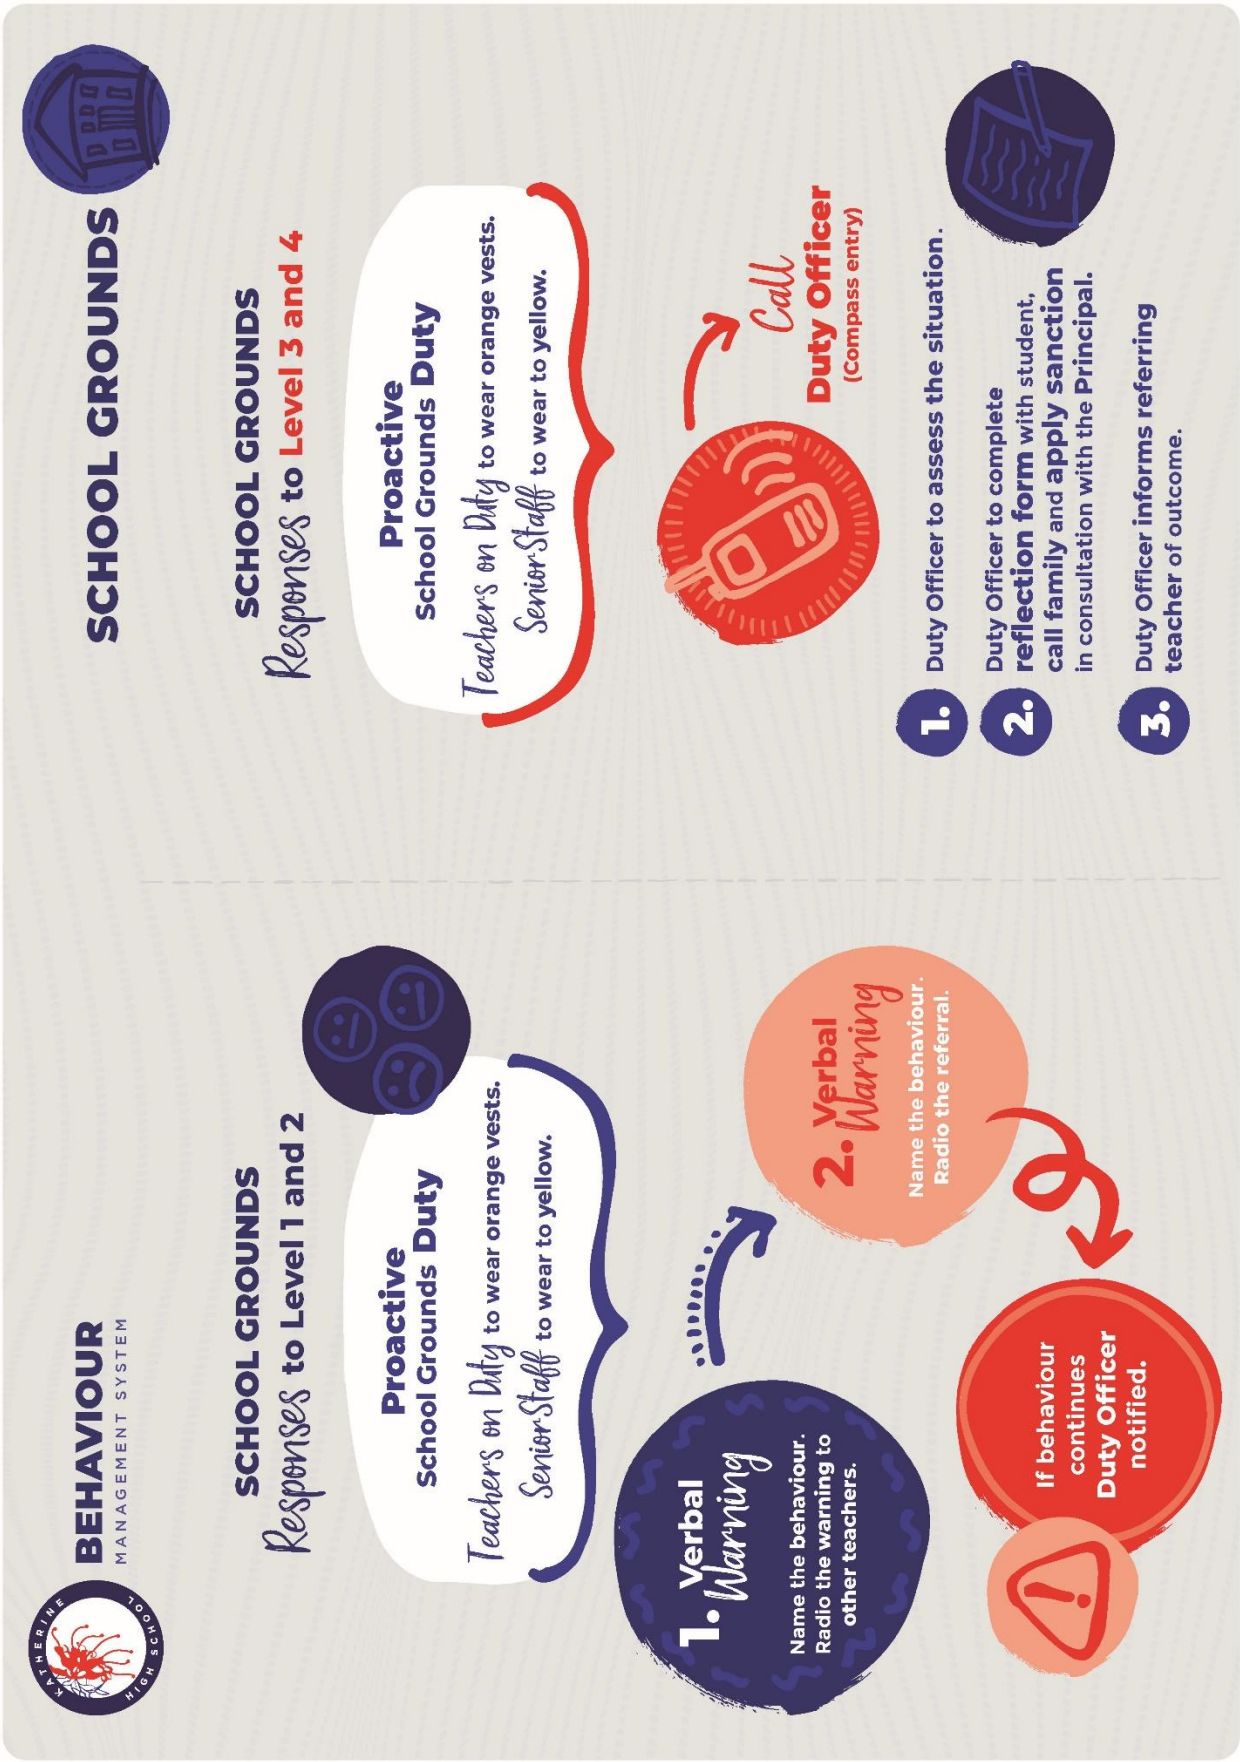 KATHERINE
HIGH SCHOOL
BEHAVIOUR
MANAGEMENT SYSTEM
SCHOOL GROUNDS
SCHOOL GROUNDS
Responses to Level 1 and 2
Proactive
School Grounds Duty
Teachers on Duty to wear orange vests.
Senior Staff to wear to yellow.
1. Verbal
Warning
Name the behaviour.
Radio the warning to
other teachers.
2. Verbal
Warning
Name the behaviour.
Radio the referral.
If behaviour
continues
Duty Officer
notified.
SCHOOL GROUNDS
Responses to Level 3 and 4
Proactive
School Grounds Duty
Teachers on Duty to wear orange vests.
Senior Staff to wear to yellow.
Call
Duty Officer
(Compass entry)
1. Duty Officer to assess the situation.
2. Duty Officer to complete
reflection form with student,
call family and apply sanction
in consultation with the Principal.
3. Duty Officer informs referring
teacher of outcome.